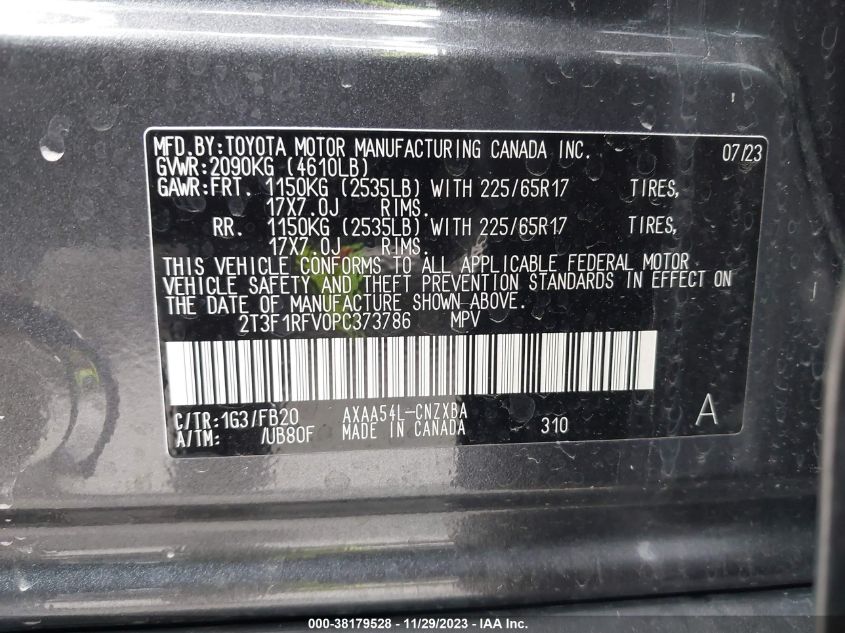 MFD.BY:TOYOTA MOTOR MANUFACTURING CANADA INC. 07/23
GVWR:2090KG (4610LB)
GAWR:FRT. 1150KG (2535LB) WITH 225/65R17 TIRES,
17X7.0J RIMS.
RR. 1150KG (2535LB) WITH 225/65R17 TIRES,
17X7.0J RIMS.
THIS VEHICLE CONFORMS TO ALL APPLICABLE FEDERAL MOTOR
VEHICLE SAFETY AND THEFT PREVENTION STANDARDS IN EFFECT ON
THE DATE OF MANUFACTURE SHOWN ABOVE.
2T3F1RFV0PC373786 MPV
C/TR:1G3/FB20 AXAA54L-CNZXBA A
A/TM: /UB80F MADE IN CANADA 310
000-38179528 - 11/29/2023 - IAA Inc.